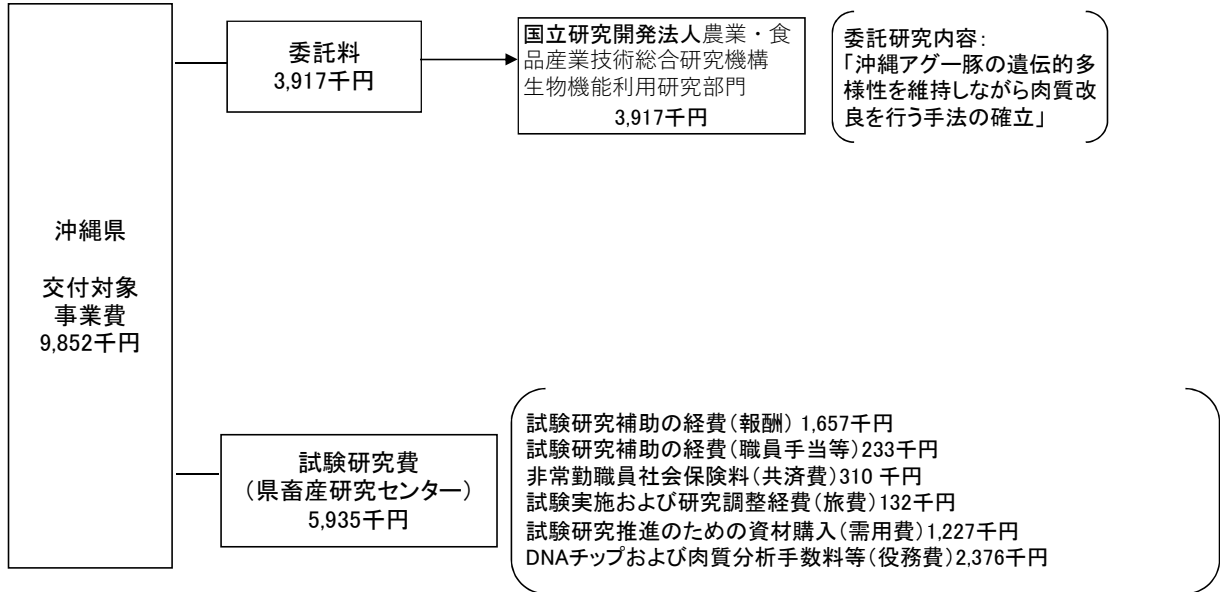 沖縄県
交付対象
事業費
9,852千円
委託料
3,917千円
国立研究開発法人農業・食
品産業技術総合研究機構
生物機能利用研究部門
3,917千円
委託研究内容:
「沖縄アグー豚の遺伝的多
様性を維持しながら肉質改
良を行う手法の確立」
試験研究費
(県畜産研究センター)
5,935千円
試験研究補助の経費(報酬) 1,657千円
試験研究補助の経費(職員手当等)233千円
非常勤職員社会保険料(共済費)310 千円
試験実施および研究調整経費(旅費)132千円
試験研究推進のための資材購入(需用費)1,227千円
DNAチップおよび肉質分析手数料等(役務費)2,376千円